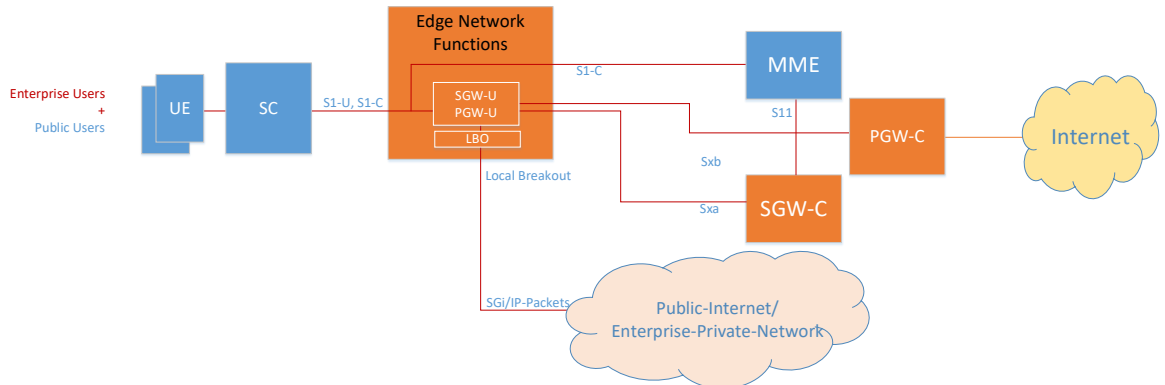 Edge Network
Functions
Enterprise Users
+
Public Users
UE
SC
S1-U, S1-C
SGW-U
PGW-U
LBO
S1-C
MME
S11
PGW-C
Internet
Local Breakout
Sxb
Sxa
SGW-C
SGi/IP-Packets
Public-Internet/
Enterprise-Private-Network